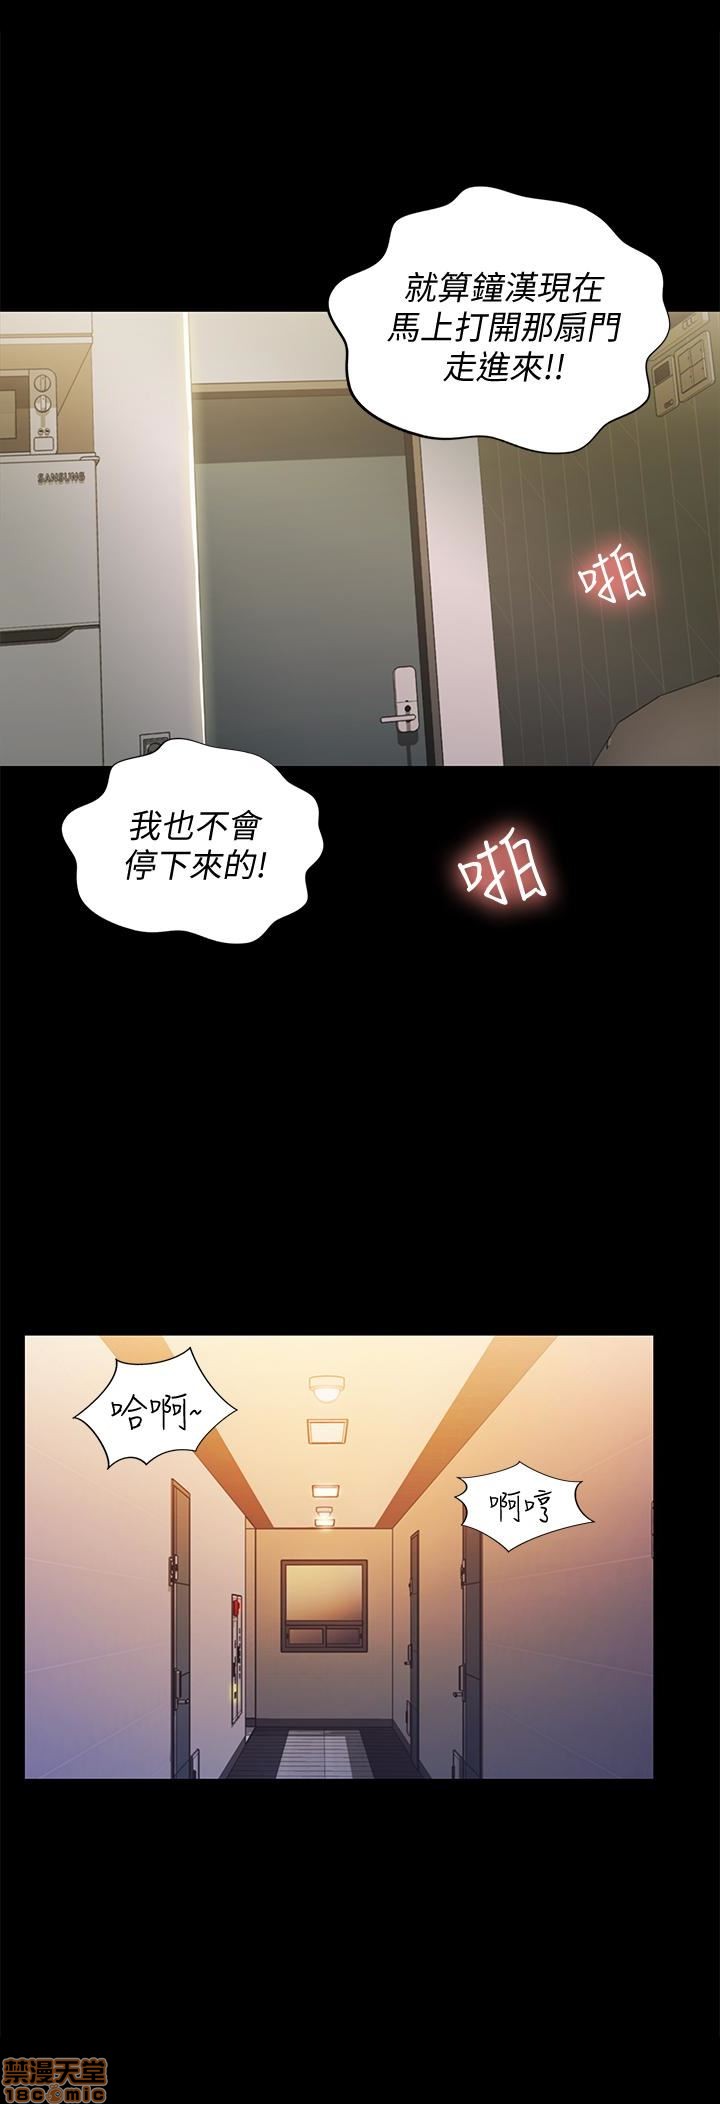 就算鐘漢現在
馬上打開那扇門
走進來!!
SANSUNG
啪
我也不會
停下來的!
啪
哈啊~
啊哼
禁漫天堂
18comic